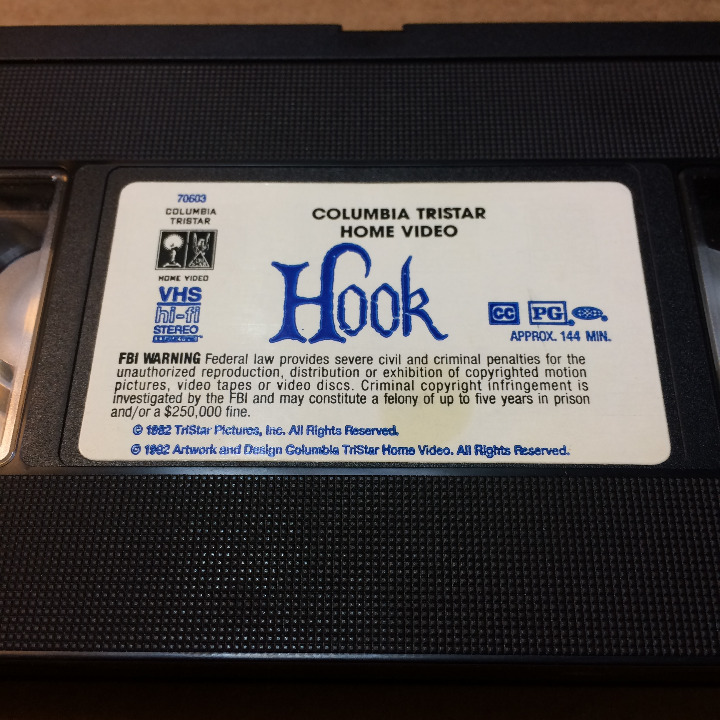 70603
COLUMBIA
TRISTAR
HOME VIDEO
VHS
hi-fi
STEREO
COLUMBIA TRISTAR
HOME VIDEO
Hook
CC PG
APPROX. 144 MIN.
FBI WARNING Federal law provides severe civil and criminal penalties for the
unauthorized reproduction, distribution or exhibition of copyrighted motion
pictures, video tapes or video discs. Criminal copyright infringement is
investigated by the FBI and may constitute a felony of up to five years in prison
and/or a $250,000 fine.
© 1992 TriStar Pictures, Inc. All Rights Reserved.
© 1992 Artwork and Design Columbia TriStar Home Video. All Rights Reserved.